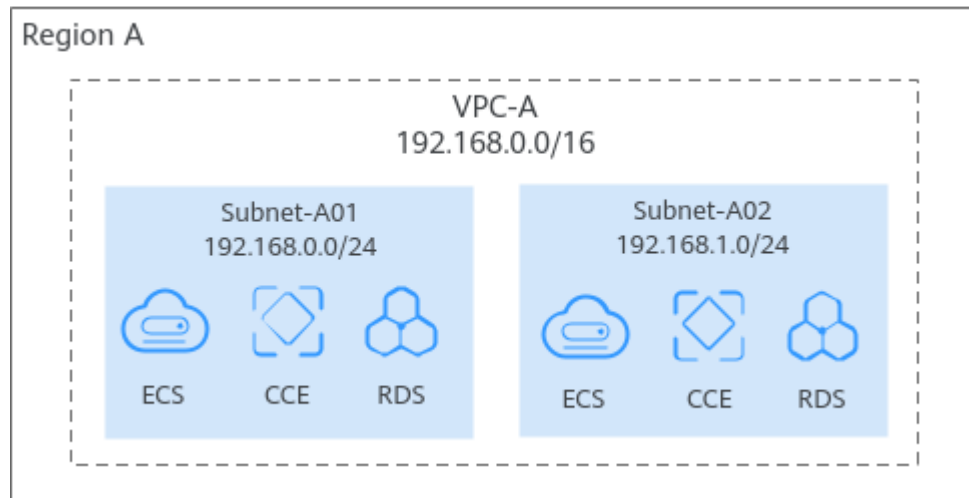 Region A
VPC-A
192.168.0.0/16
Subnet-A01
192.168.0.0/24
ECS CCE RDS
Subnet-A02
192.168.1.0/24
ECS CCE RDS